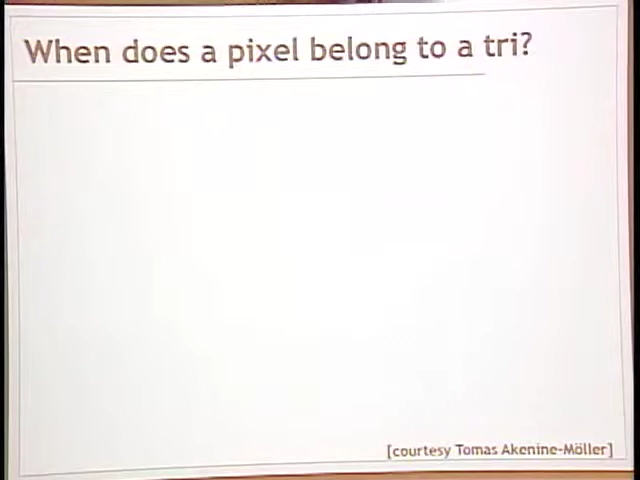 When does a pixel belong to a tri?
[courtesy Tomas Akenine-Möller]